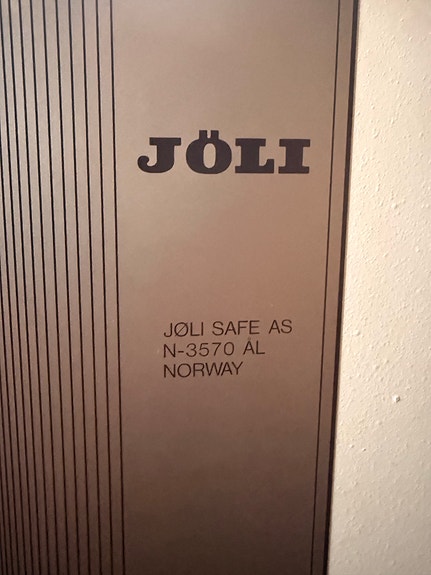 JÖLI
JØLI SAFE AS
N-3570 ÅL
NORWAY